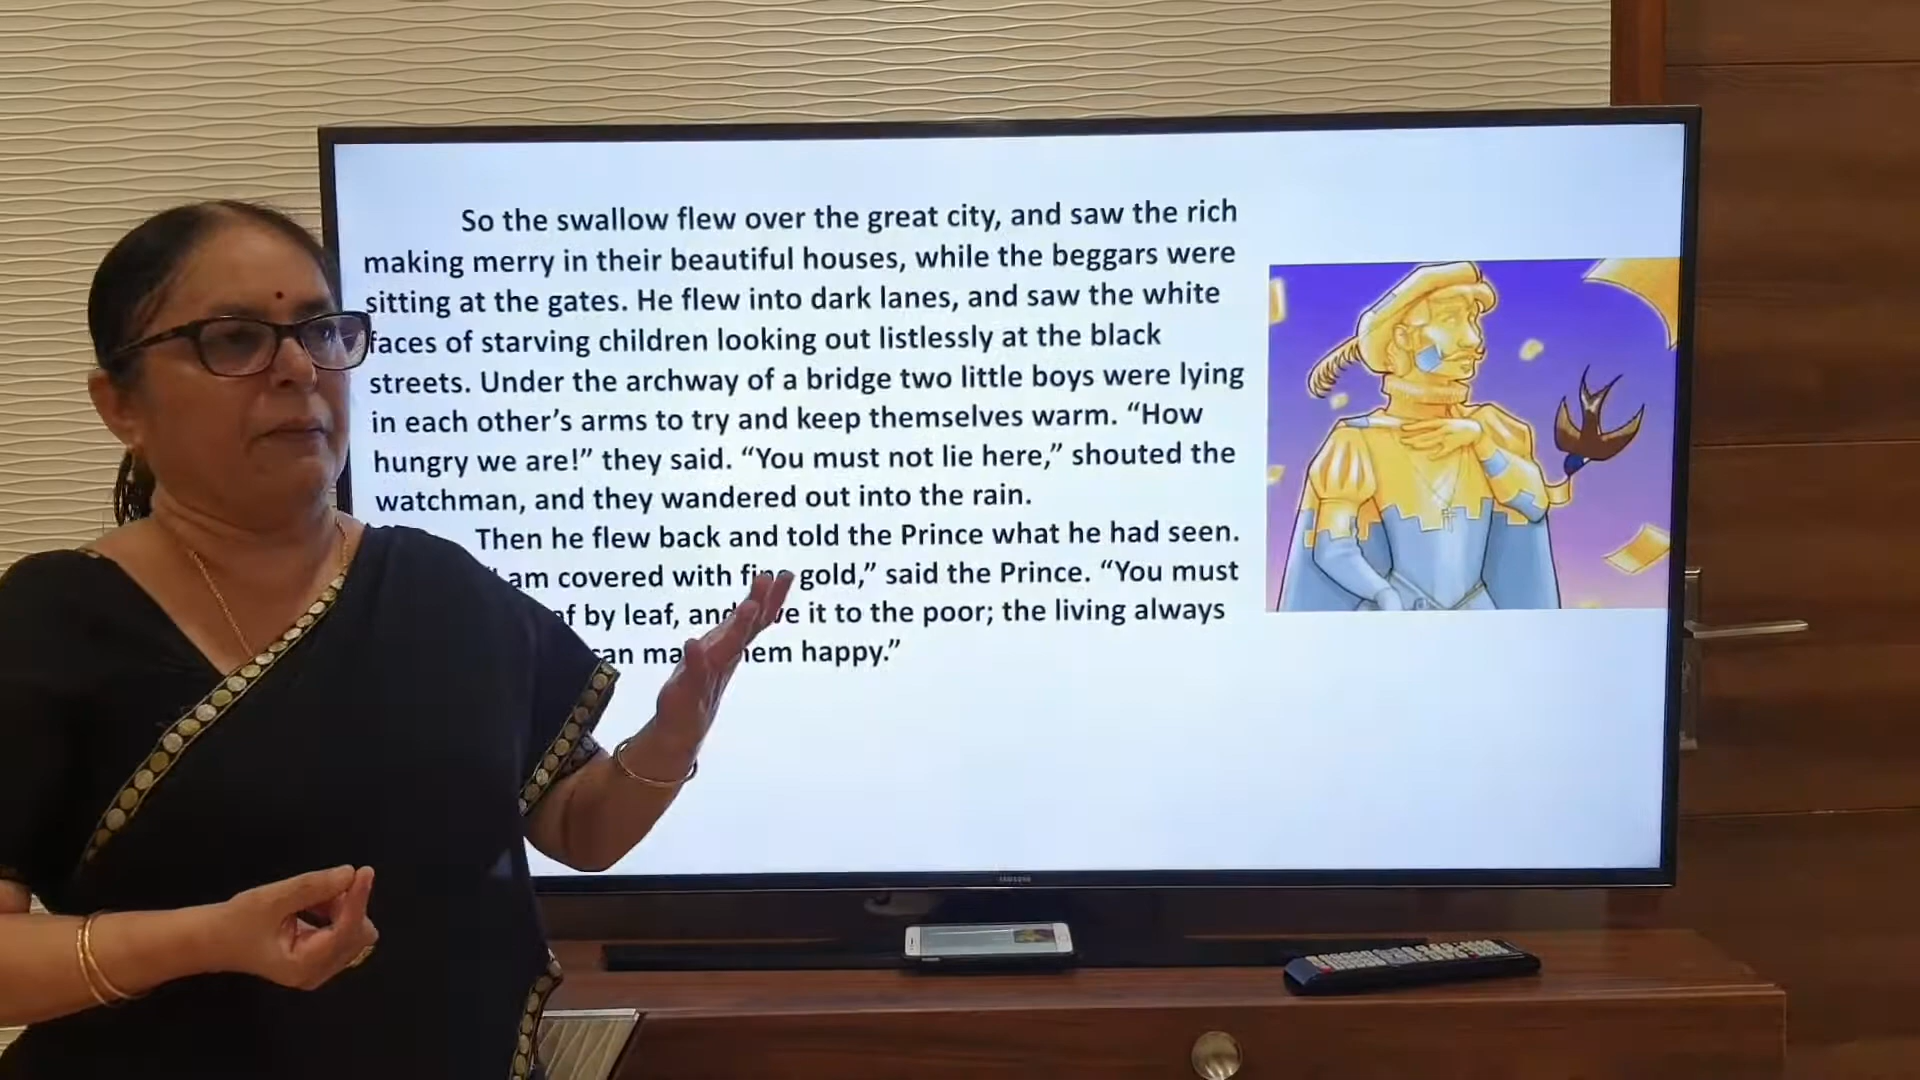 So the swallow flew over the great city, and saw the rich
making merry in their beautiful houses, while the beggars were
sitting at the gates. He flew into dark lanes, and saw the white
faces of starving children looking out listlessly at the black
streets. Under the archway of a bridge two little boys were lying
in each other’s arms to try and keep themselves warm. “How
hungry we are!” they said. “You must not lie here,” shouted the
watchman, and they wandered out into the rain.
Then he flew back and told the Prince what he had seen.
am covered with fine gold,” said the Prince. “You must
by leaf, and it to the poor; the living always
happy.”
SAMSUNG